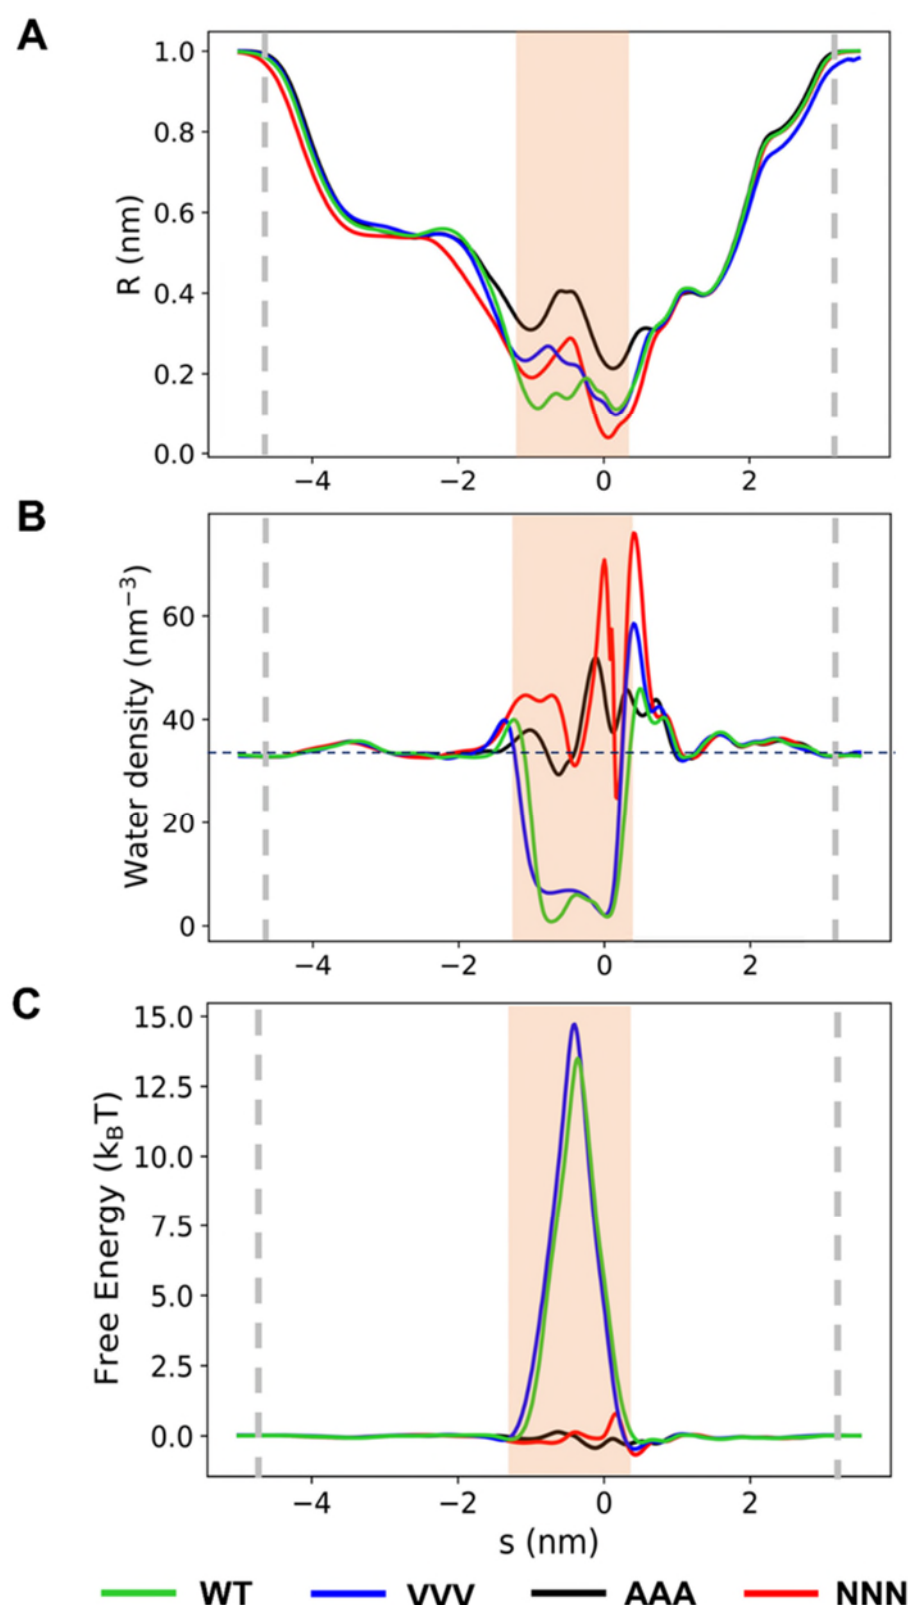 A
R (nm)
1.0
0.8
0.6
0.4
0.2
0.0
−4 −2 0 2
B
Water density (nm⁻³)
60
40
20
0
−4 −2 0 2
C
Free Energy (k_BT)
15.0
12.5
10.0
7.5
5.0
2.5
0.0
−4 −2 0 2
s (nm)
WT VVV AAA NNN